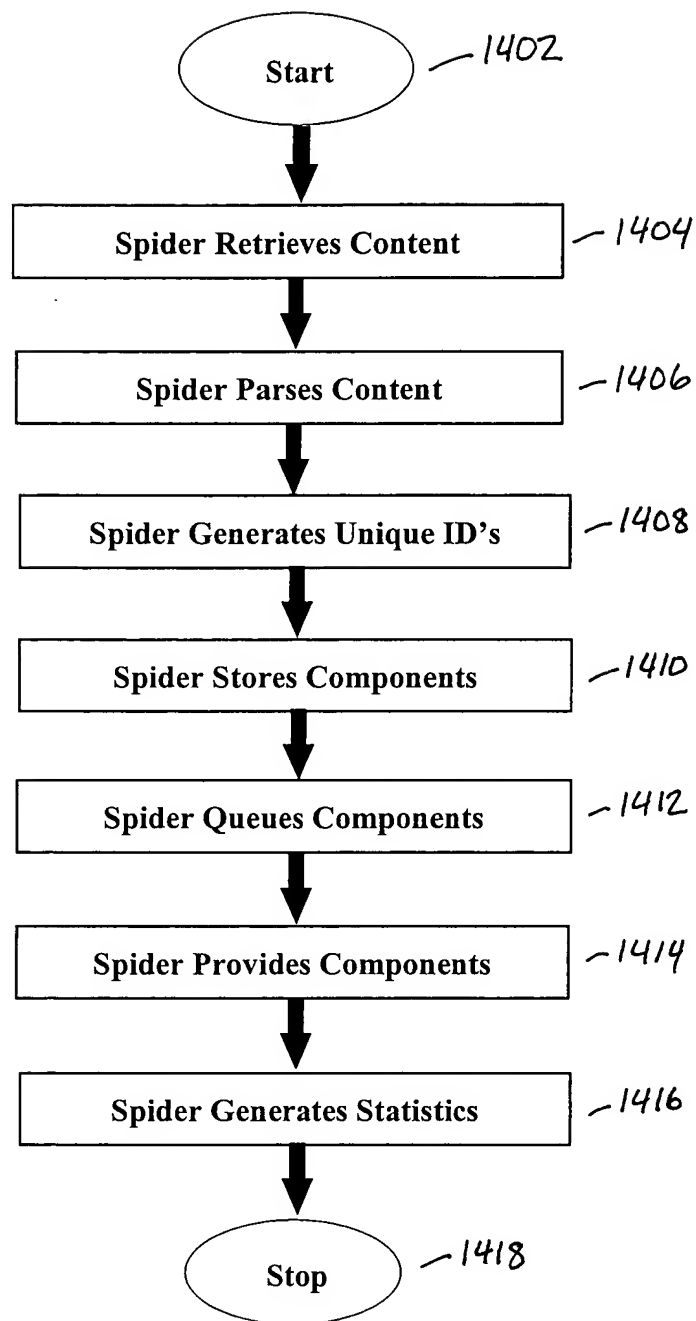 Start
1402
Spider Retrieves Content
1404
Spider Parses Content
1406
Spider Generates Unique ID's
1408
Spider Stores Components
1410
Spider Queues Components
1412
Spider Provides Components
1414
Spider Generates Statistics
1416
Stop
1418